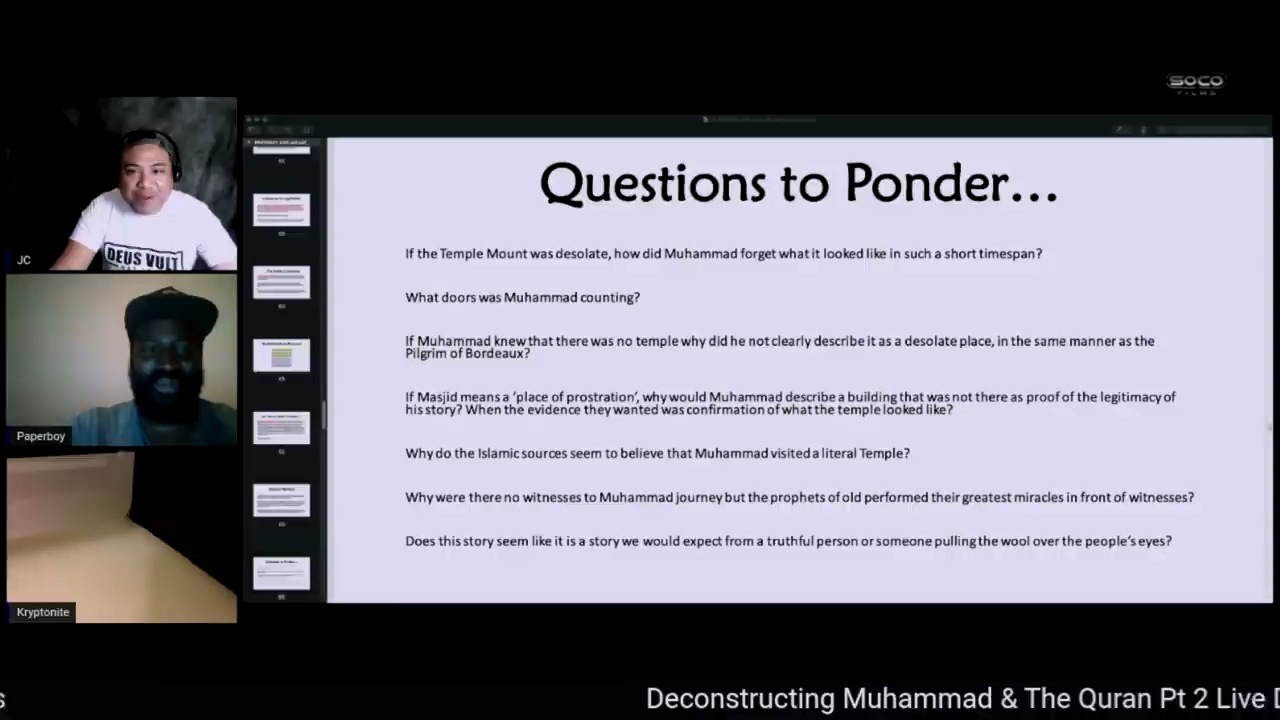 SOCO
FILMS
Questions to Ponder...
If the Temple Mount was desolate, how did Muhammad forget what it looked like in such a short timespan?
What doors was Muhammad counting?
If Muhammad knew that there was no temple why did he not clearly describe it as a desolate place, in the same manner as the
Pilgrim of Bordeaux?
If Masjid means a 'place of prostration', why would Muhammad describe a building that was not there as proof of the legitimacy of
his story? When the evidence they wanted was confirmation of what the temple looked like?
Why do the Islamic sources seem to believe that Muhammad visited a literal Temple?
Why were there no witnesses to Muhammad journey but the prophets of old performed their greatest miracles in front of witnesses?
Does this story seem like it is a story we would expect from a truthful person or someone pulling the wool over the people's eyes?
DEUS VULT
JC
Paperboy
Kryptonite
s
Deconstructing Muhammad & The Quran Pt 2 Live D